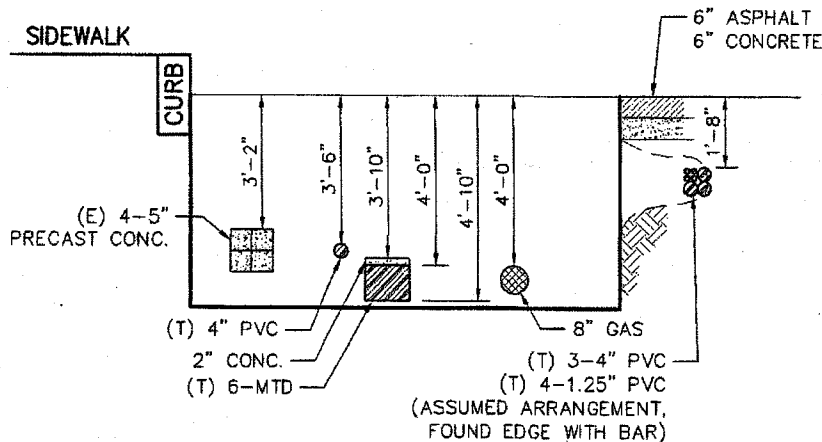 6" ASPHALT
6" CONCRETE
SIDEWALK
CURB
3'-2"
3'-6"
3'-10"
4'-0"
4'-10"
4'-0"
1'-8"
(E) 4-5"
PRECAST CONC.
(T) 4" PVC
2" CONC.
(T) 6-MTD
8" GAS
(T) 3-4" PVC
(T) 4-1.25" PVC
(ASSUMED ARRANGEMENT,
FOUND EDGE WITH BAR)